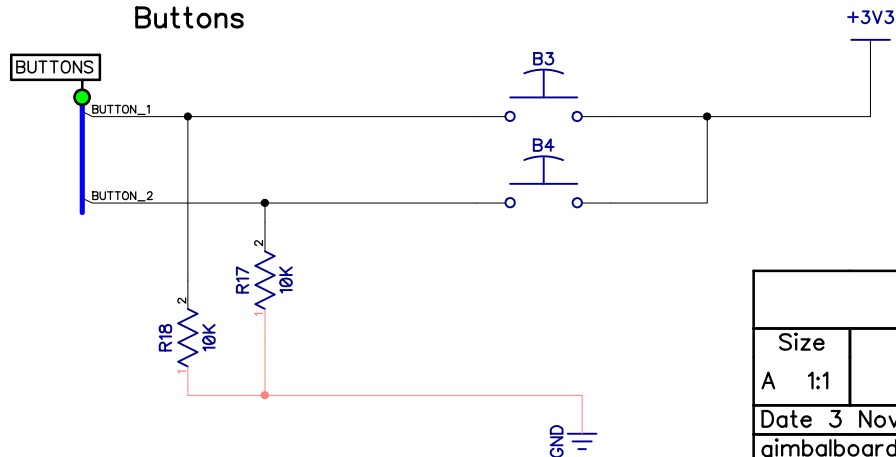 Buttons
+3V3
BUTTONS
B3
BUTTON_1
B4
BUTTON_2
2
R17
10K
1
2
R18
10K
1
GND
Size
A 1:1
Date 3 Nov
gimbalboard